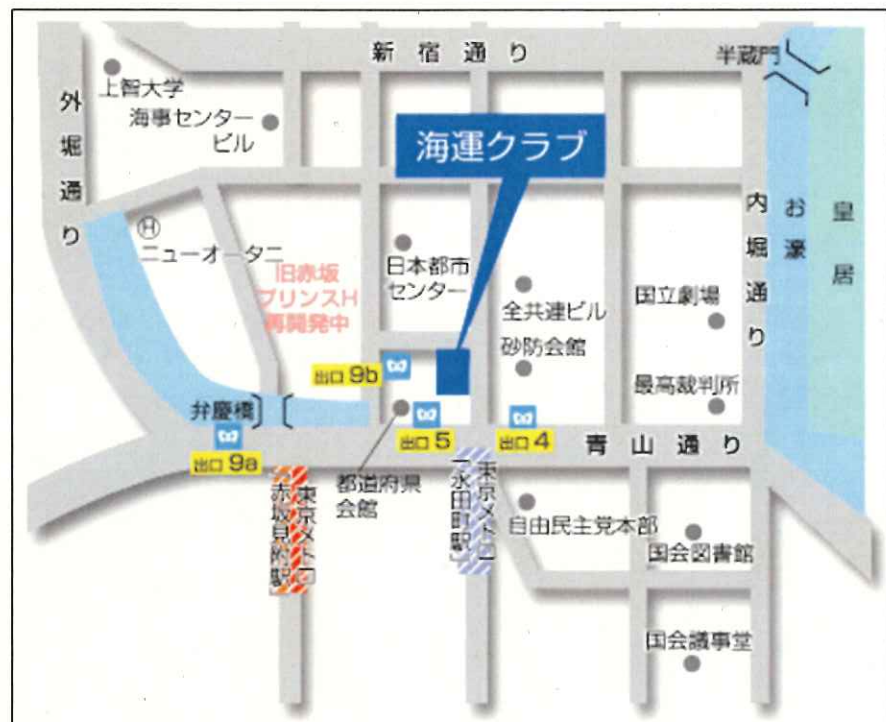 新宿通り
半蔵門
上智大学
外堀通り
海事センター
ビル
海運クラブ
内堀通り
お濠
皇居
Ⓗ
ニューオータニ
日本都市
センター
旧赤坂
プリンスH
再開発中
全共連ビル
国立劇場
砂防会館
出口 9b
最高裁判所
弁慶橋
出口 9a
出口 5
出口 4
青山通り
都道府県
会館
東京メトロ
「赤坂見附駅」
東京メトロ
「永田町駅」
自由民主党本部
国会図書館
国会議事堂